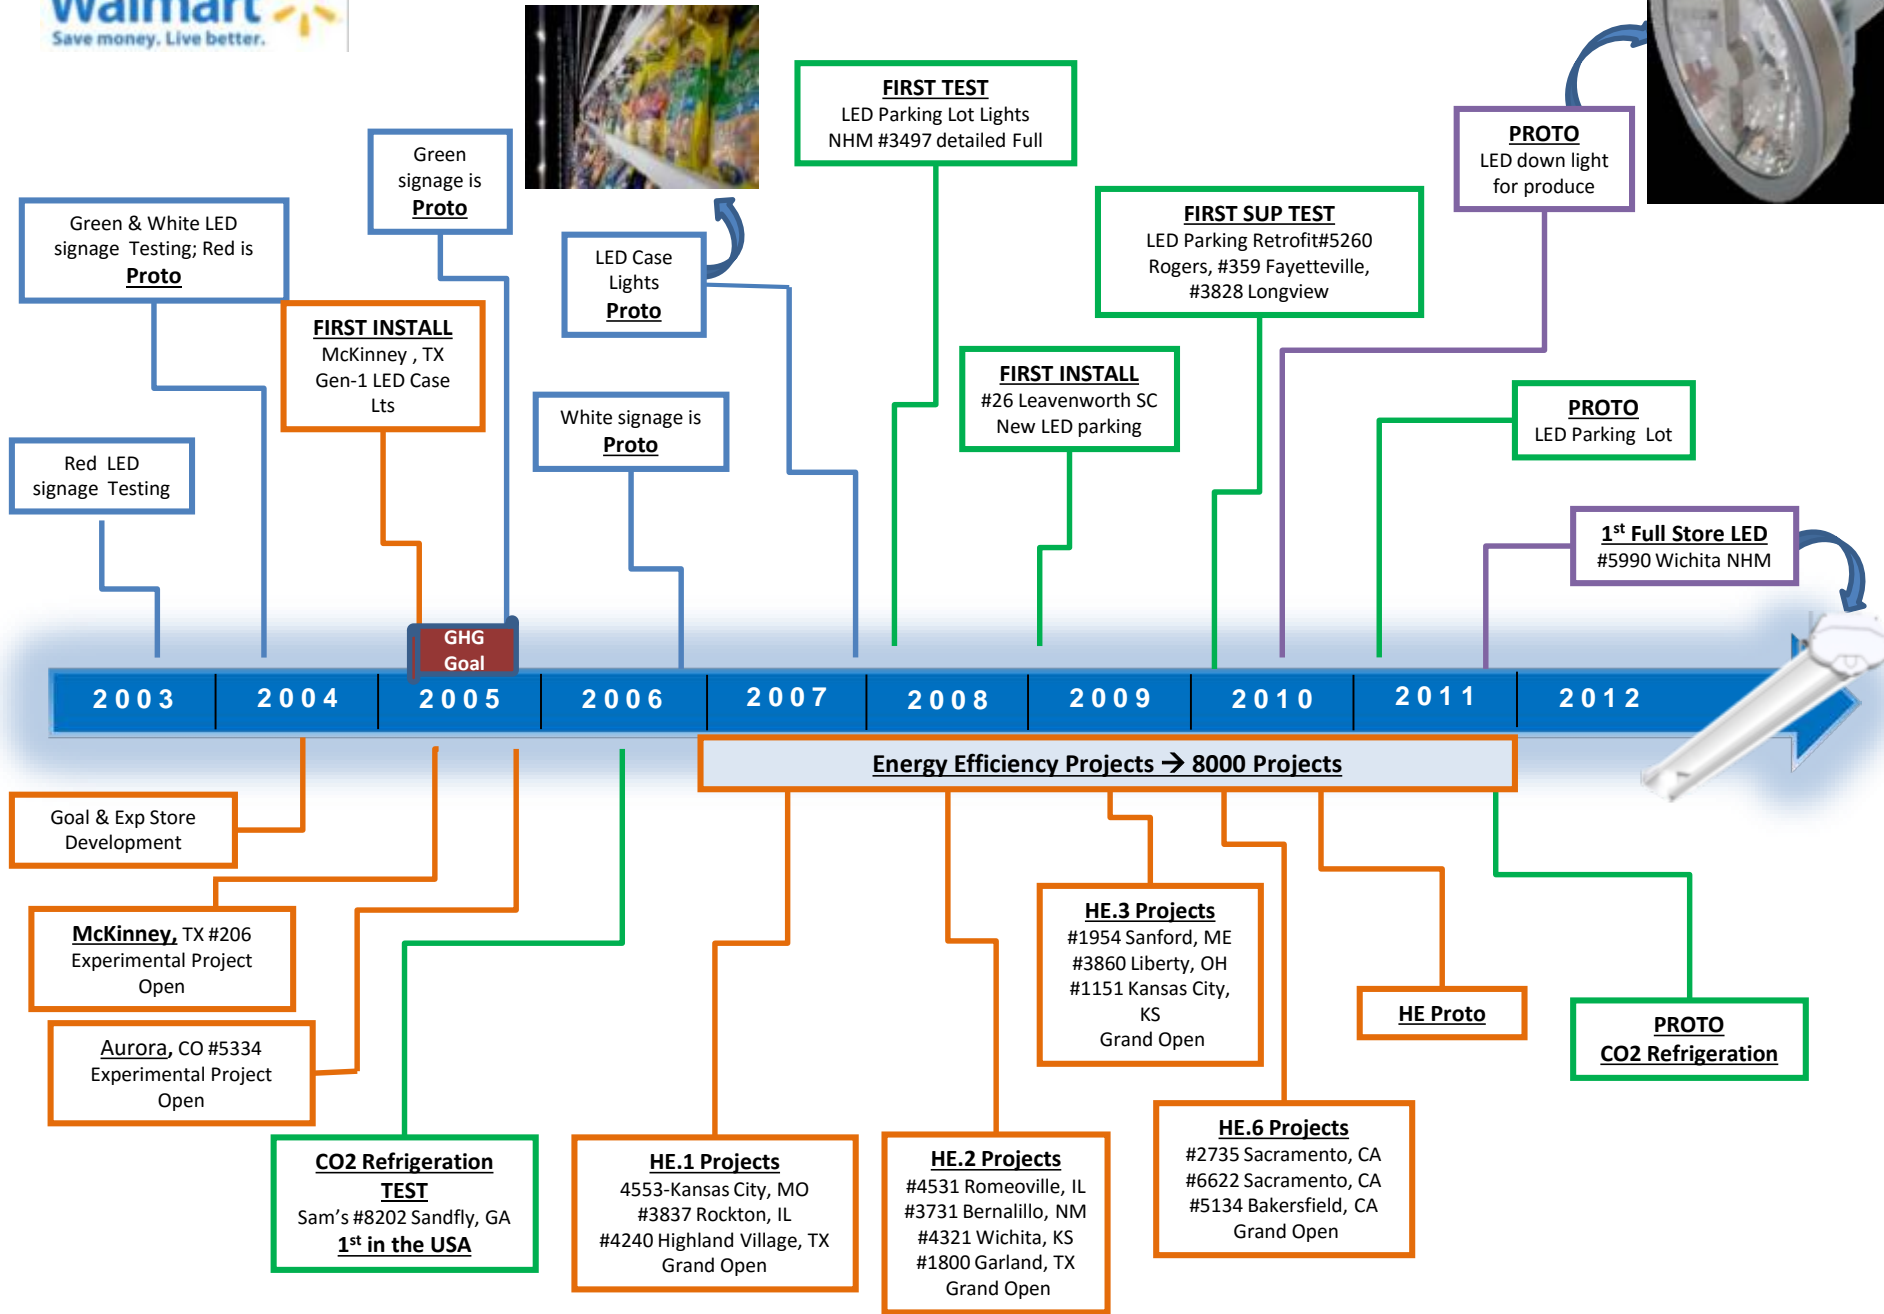 Walmart
Save money. Live better.
FIRST TEST
LED Parking Lot Lights
NHM #3497 detailed Full
PROTO
LED down light
for produce
Green
signage is
Proto
Green & White LED
signage Testing; Red is
Proto
FIRST SUP TEST
LED Parking Retrofit#5260
Rogers, #359 Fayetteville,
#3828 Longview
LED Case
Lights
Proto
FIRST INSTALL
McKinney , TX
Gen-1 LED Case
Lts
FIRST INSTALL
#26 Leavenworth SC
New LED parking
White signage is
Proto
PROTO
LED Parking Lot
Red LED
signage Testing
1st Full Store LED
#5990 Wichita NHM
GHG
Goal
2003 2004 2005 2006 2007 2008 2009 2010 2011 2012
Energy Efficiency Projects → 8000 Projects
Goal & Exp Store
Development
McKinney, TX #206
Experimental Project
Open
Aurora, CO #5334
Experimental Project
Open
HE.3 Projects
#1954 Sanford, ME
#3860 Liberty, OH
#1151 Kansas City,
KS
Grand Open
HE Proto
PROTO
CO2 Refrigeration
CO2 Refrigeration
TEST
Sam's #8202 Sandfly, GA
1st in the USA
HE.1 Projects
4553-Kansas City, MO
#3837 Rockton, IL
#4240 Highland Village, TX
Grand Open
HE.2 Projects
#4531 Romeoville, IL
#3731 Bernalillo, NM
#4321 Wichita, KS
#1800 Garland, TX
Grand Open
HE.6 Projects
#2735 Sacramento, CA
#6622 Sacramento, CA
#5134 Bakersfield, CA
Grand Open